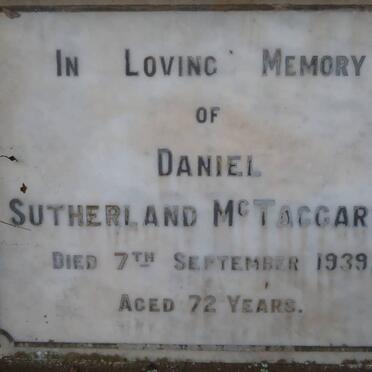 In Loving Memory
OF
Daniel
Sutherland McTaggar
Died 7th September 1939
Aged 72 Years.